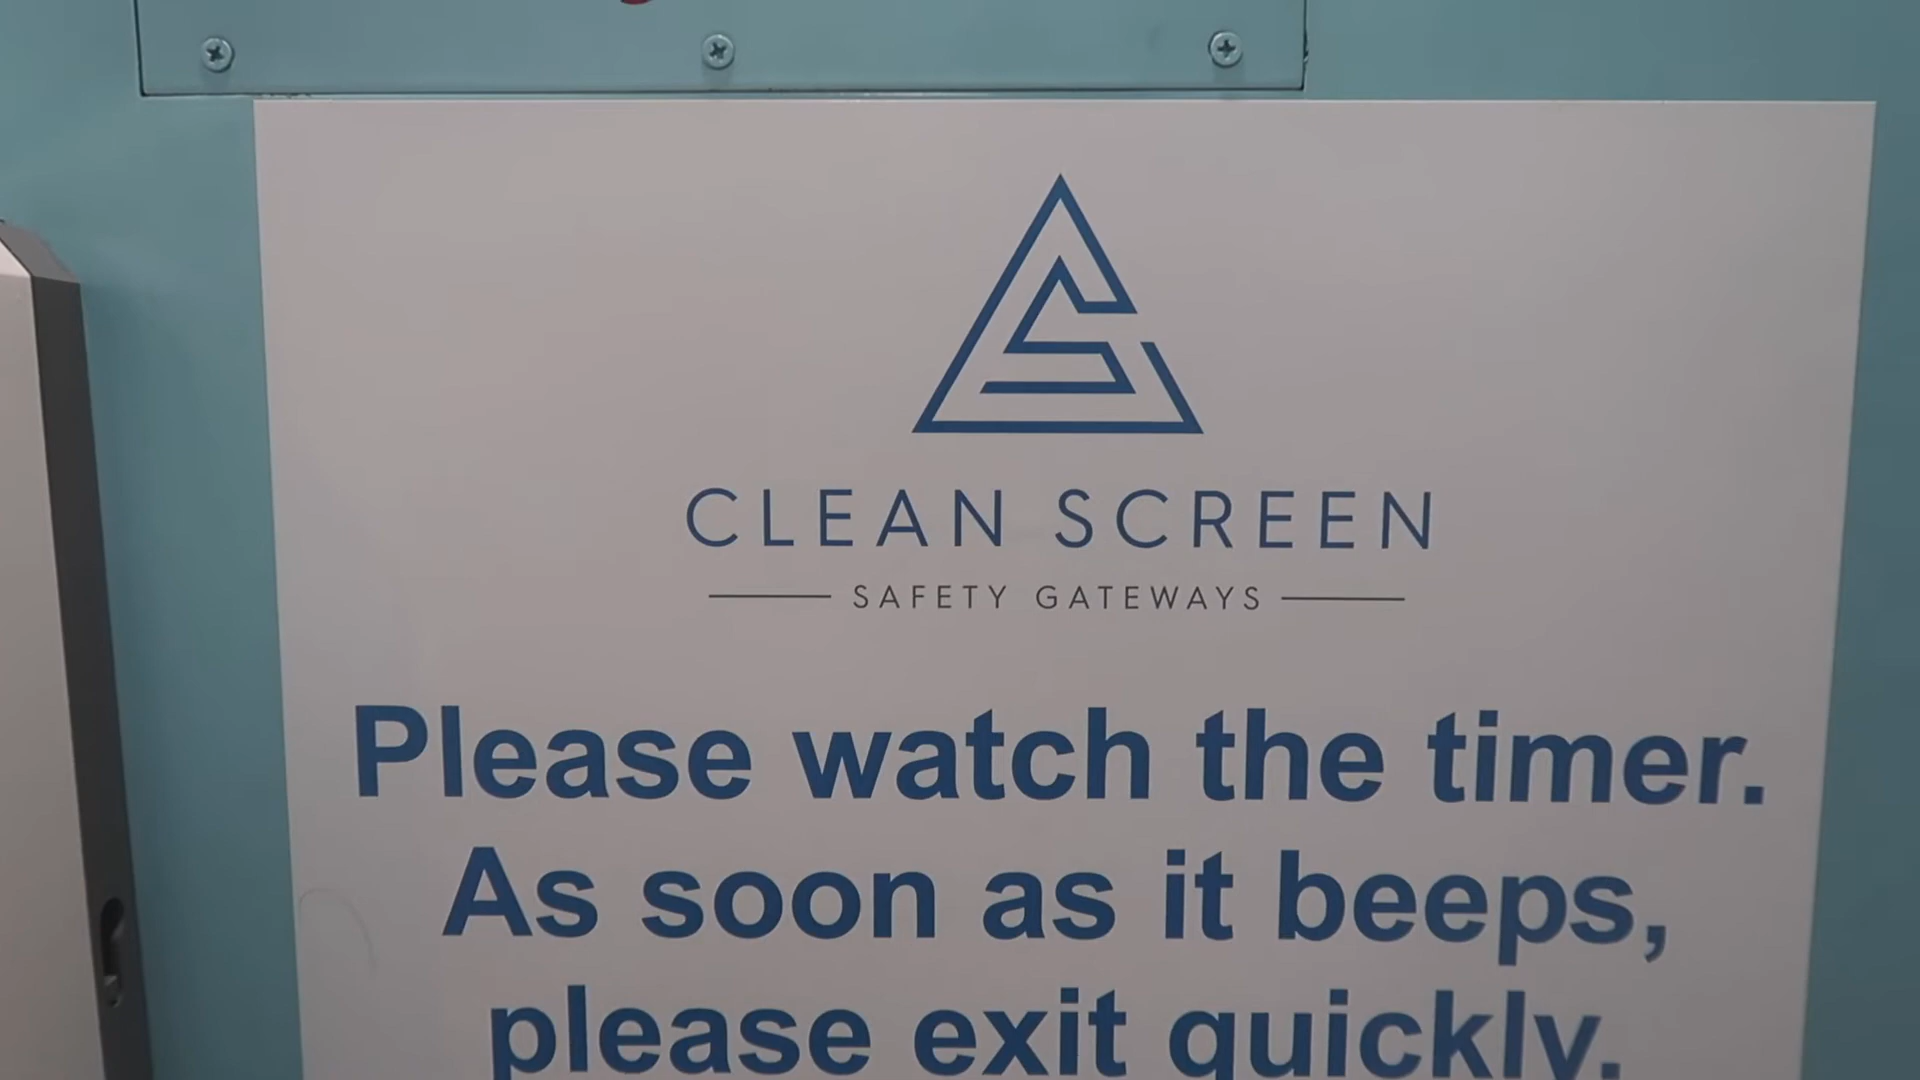 CLEAN SCREEN
SAFETY GATEWAYS
Please watch the timer.
As soon as it beeps,
please exit quickly.